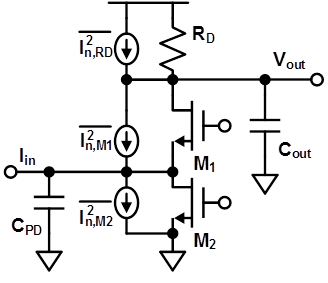 I²n,RD
RD
Vout
I²n,M1
M1
Cout
Iin
I²n,M2
CPD
M2